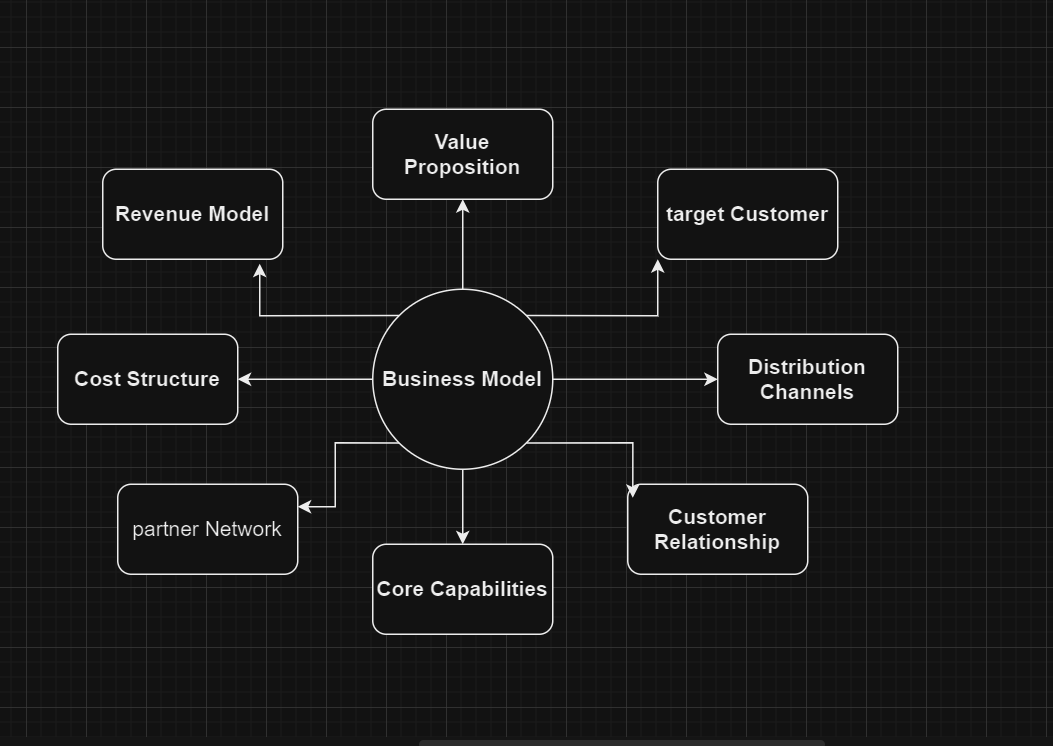 Value
Proposition
Revenue Model
target Customer
Cost Structure
Business Model
Distribution
Channels
partner Network
Customer
Relationship
Core Capabilities